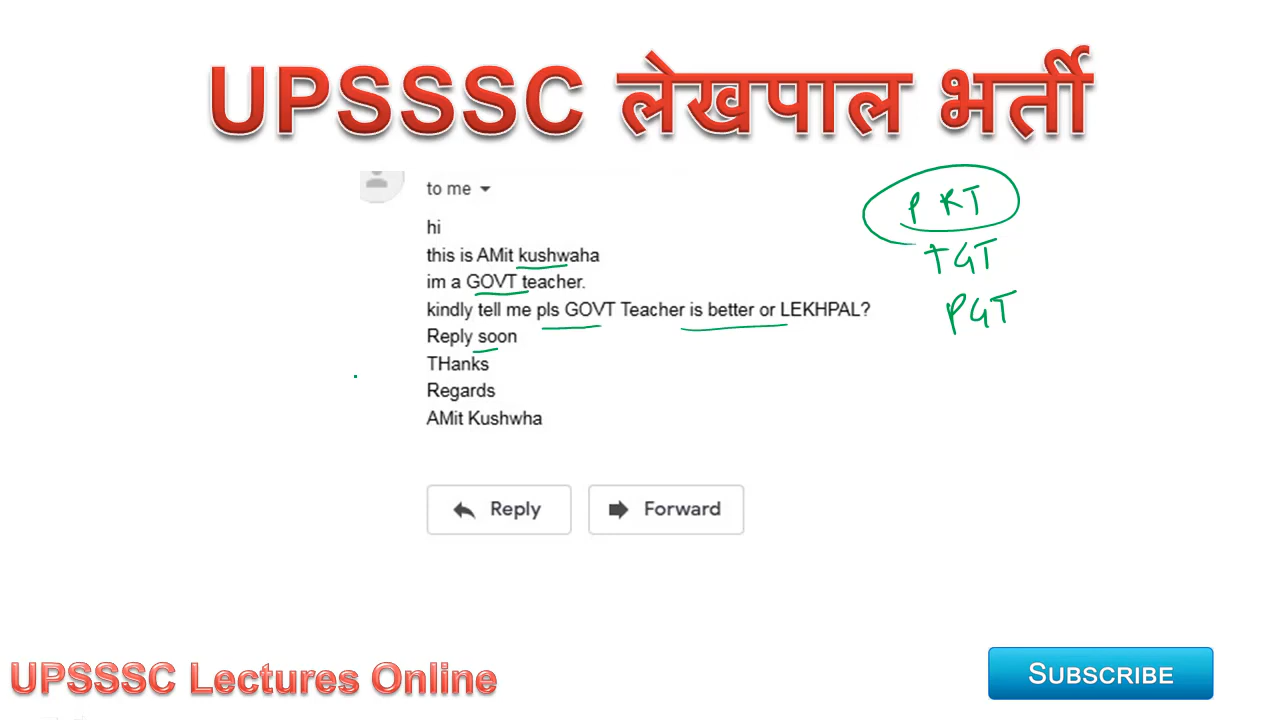 UPSSSC लेखपाल भर्ती
to me
hi
this is AMit kushwaha
im a GOVT teacher.
kindly tell me pls GOVT Teacher is better or LEKHPAL?
Reply soon
THanks
Regards
AMit Kushwha
PRT
TGT
PGT
Reply
Forward
UPSSSC Lectures Online
SUBSCRIBE